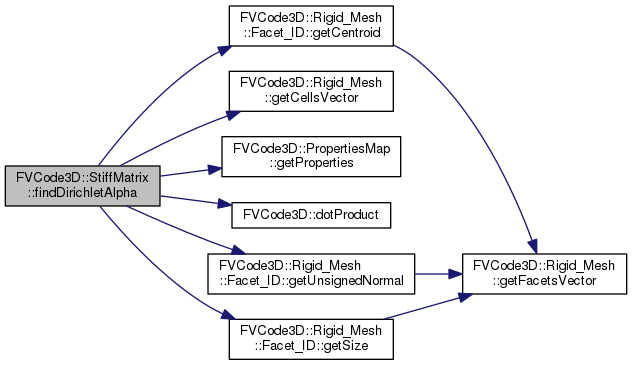 FVCode3D::StiffMatrix
::findDirichletAlpha
FVCode3D::Rigid_Mesh
::Facet_ID::getCentroid
FVCode3D::Rigid_Mesh
::getCellsVector
FVCode3D::PropertiesMap
::getProperties
FVCode3D::dotProduct
FVCode3D::Rigid_Mesh
::Facet_ID::getUnsignedNormal
FVCode3D::Rigid_Mesh
::Facet_ID::getSize
FVCode3D::Rigid_Mesh
::getFacetsVector